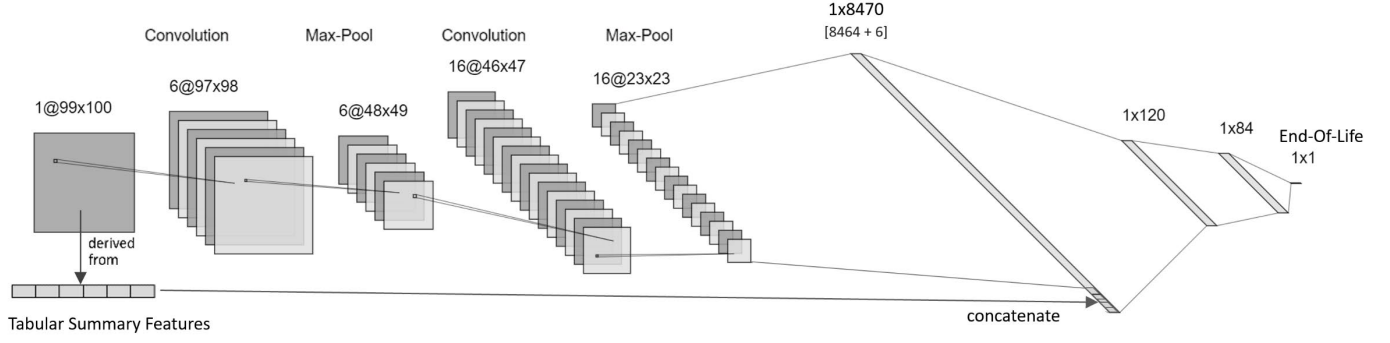 1x8470
[8464 + 6]
Convolution
Max-Pool
Convolution
Max-Pool
1@99x100
6@97x98
6@48x49
16@46x47
16@23x23
1x120
1x84
End-Of-Life
1x1
derived
from
Tabular Summary Features
concatenate